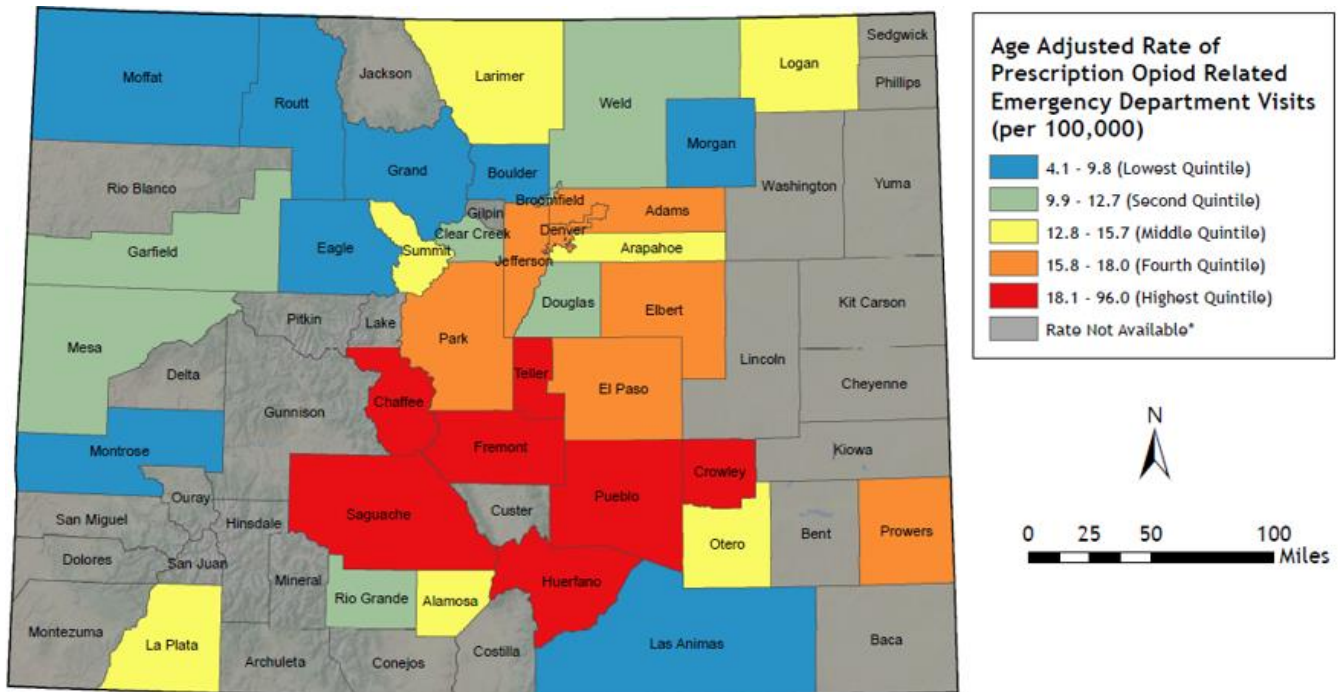 Moffat
Routt
Jackson
Larimer
Weld
Logan
Sedgwick
Phillips
Morgan
Washington
Yuma
Rio Blanco
Grand
Boulder
Broomfield
Gilpin
Adams
Denver
Clear Creek
Garfield
Eagle
Summit
Jefferson
Arapahoe
Kit Carson
Mesa
Pitkin
Lake
Park
Douglas
Elbert
Lincoln
Cheyenne
Delta
Gunnison
Chaffee
Teller
El Paso
Montrose
Fremont
Crowley
Kiowa
Ouray
San Miguel
Hinsdale
Saguache
Custer
Pueblo
Otero
Bent
Prowers
Dolores
San Juan
Mineral
Rio Grande
Alamosa
Huerfano
Montezuma
La Plata
Archuleta
Conejos
Costilla
Las Animas
Baca
Age Adjusted Rate of
Prescription Opiod Related
Emergency Department Visits
(per 100,000)
4.1 - 9.8 (Lowest Quintile)
9.9 - 12.7 (Second Quintile)
12.8 - 15.7 (Middle Quintile)
15.8 - 18.0 (Fourth Quintile)
18.1 - 96.0 (Highest Quintile)
Rate Not Available*
N
0 25 50 100
Miles